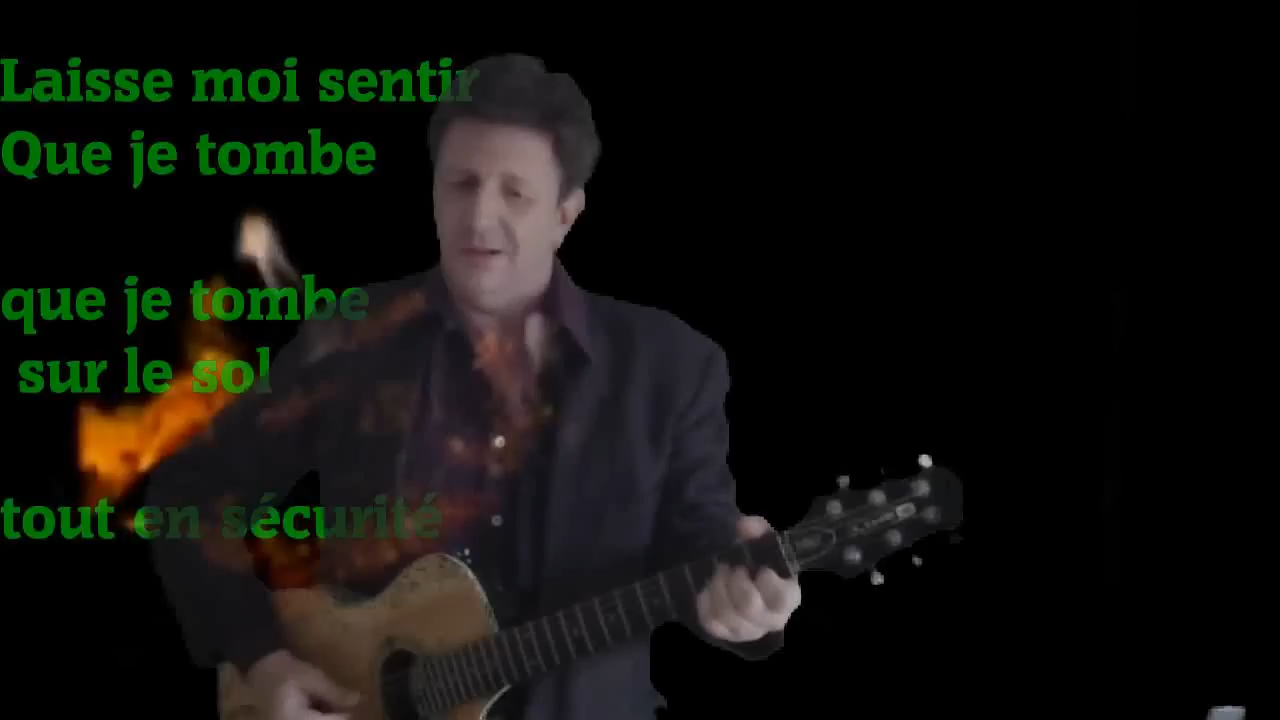 Laisse moi sentir
Que je tombe
que je tombe
sur le sol
tout en sécurité